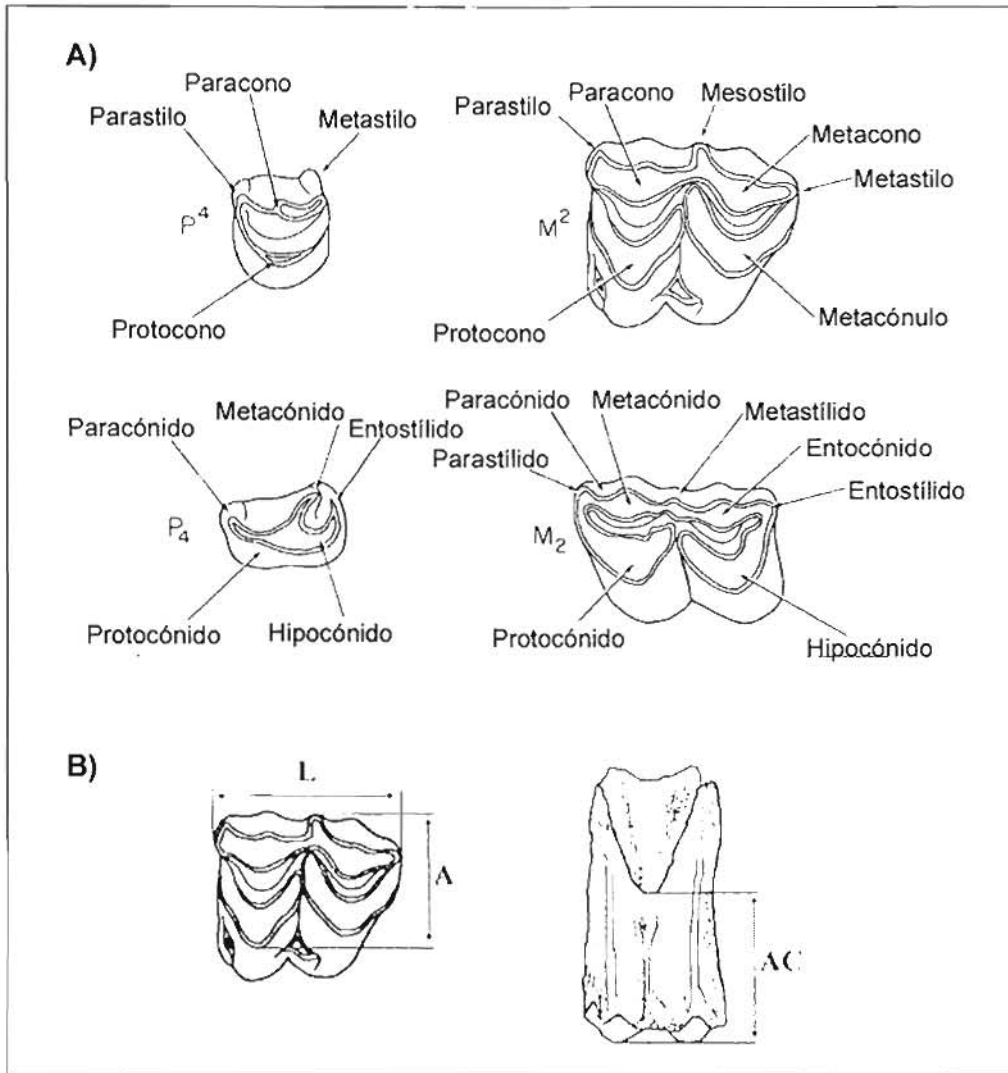 A)
Paracono
Parastilo
Metastilo
P⁴
Protocono
Parastilo
Paracono
Mesostilo
Metacono
Metastilo
M²
Protocono
Metacónulo
Metacónido
Paracónido
Entostílido
P₄
Protocónido
Hipocónido
Paracónido
Metacónido
Metastílido
Parastílido
Entocónido
Entostílido
M₂
Protocónido
Hipocónido
B)
L
A
AC